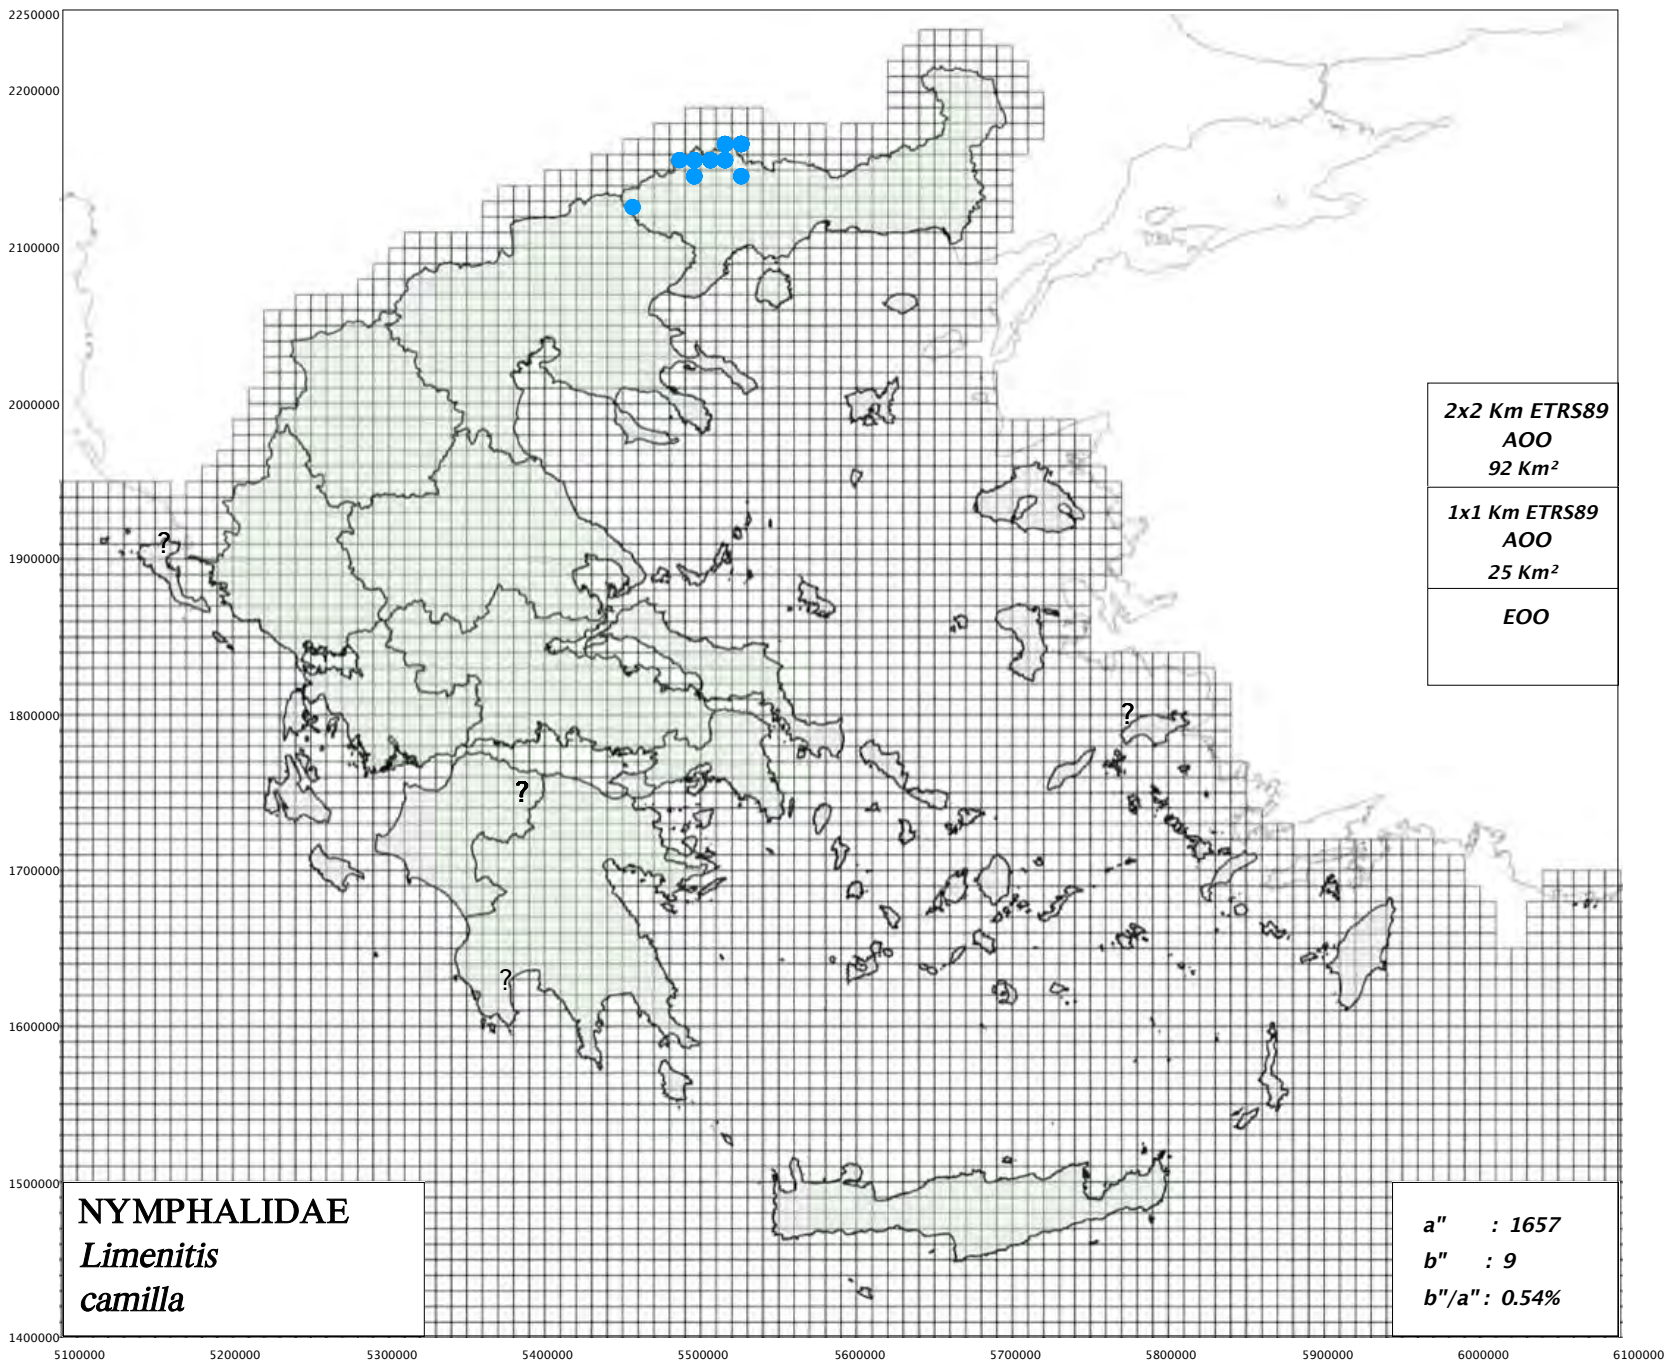 2250000
2200000
2100000
2000000
2x2 Km ETRS89
AOO
92 Km²
1x1 Km ETRS89
AOO
25 Km²
?
1900000
EOO
?
1800000
?
1700000
?
1600000
1500000
NYMPHALIDAE
Limenitis
camilla
a" : 1657
b" : 9
b"/a" : 0.54%
1400000
5100000 5200000 5300000 5400000 5500000 5600000 5700000 5800000 5900000 6000000 6100000